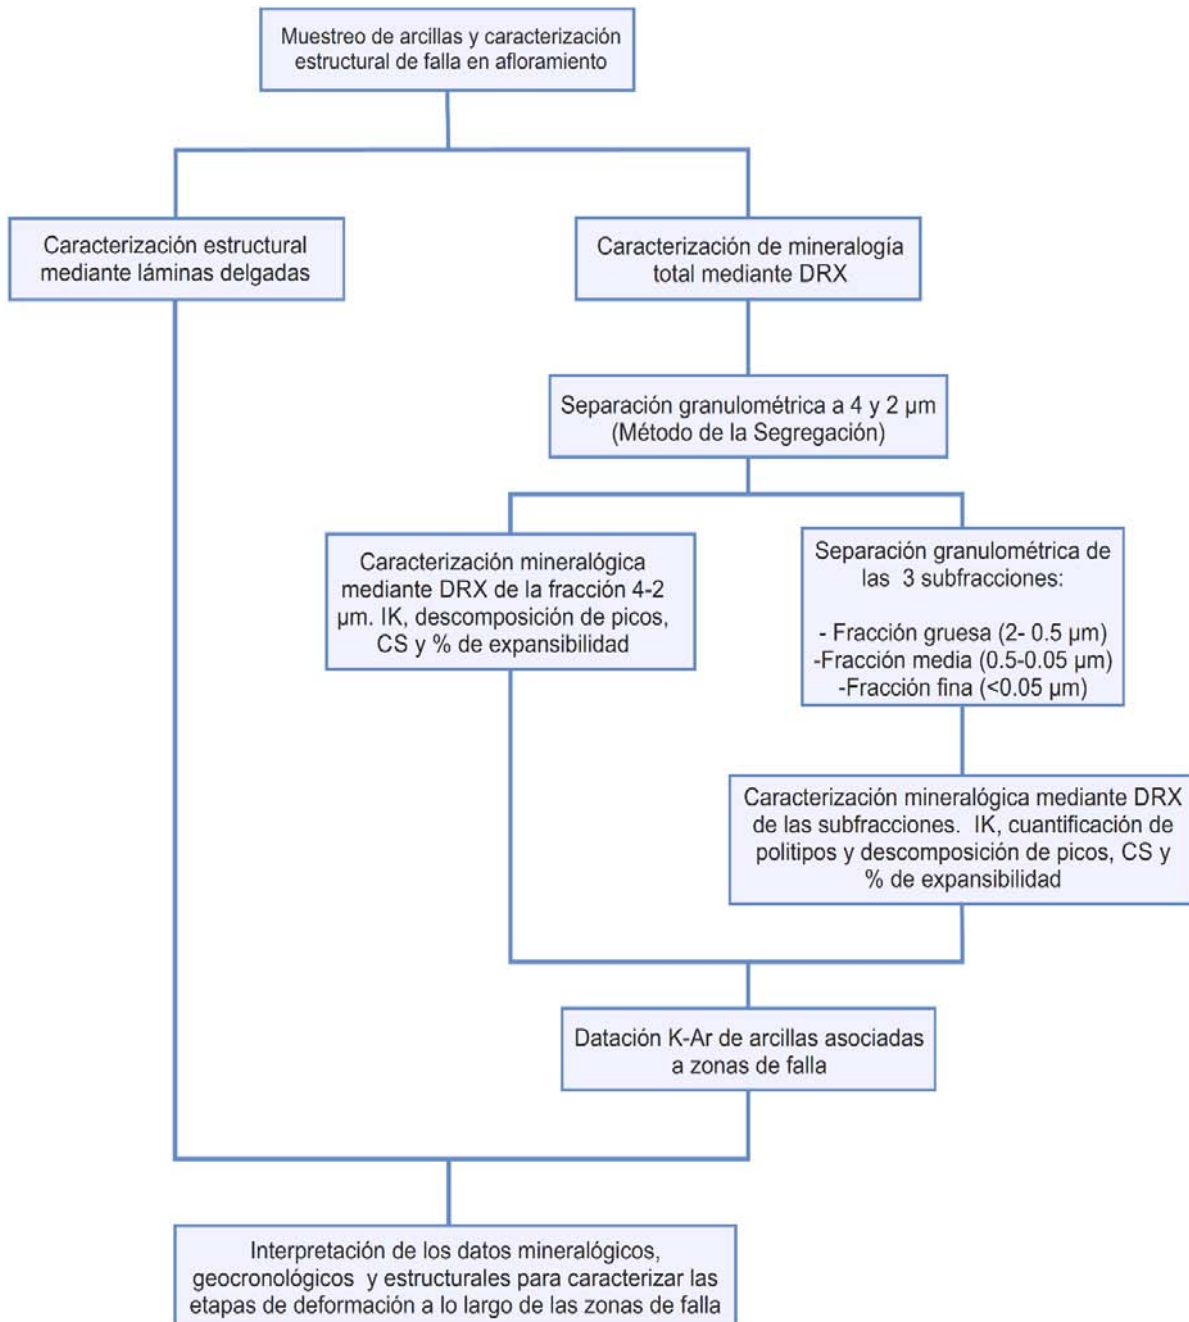 Muestreo de arcillas y caracterización
estructural de falla en afloramiento
Caracterización estructural
mediante láminas delgadas
Caracterización de mineralogía
total mediante DRX
Separación granulométrica a 4 y 2 µm
(Método de la Segregación)
Caracterización mineralógica
mediante DRX de la fracción 4-2
µm. IK, descomposición de picos,
CS y % de expansibilidad
Separación granulométrica de
las 3 subfracciones:
- Fracción gruesa (2- 0.5 µm)
-Fracción media (0.5-0.05 µm)
-Fracción fina (<0.05 µm)
Caracterización mineralógica mediante DRX
de las subfracciones. IK, cuantificación de
politipos y descomposición de picos, CS y
% de expansibilidad
Datación K-Ar de arcillas asociadas
a zonas de falla
Interpretación de los datos mineralógicos,
geocronológicos y estructurales para caracterizar las
etapas de deformación a lo largo de las zonas de falla